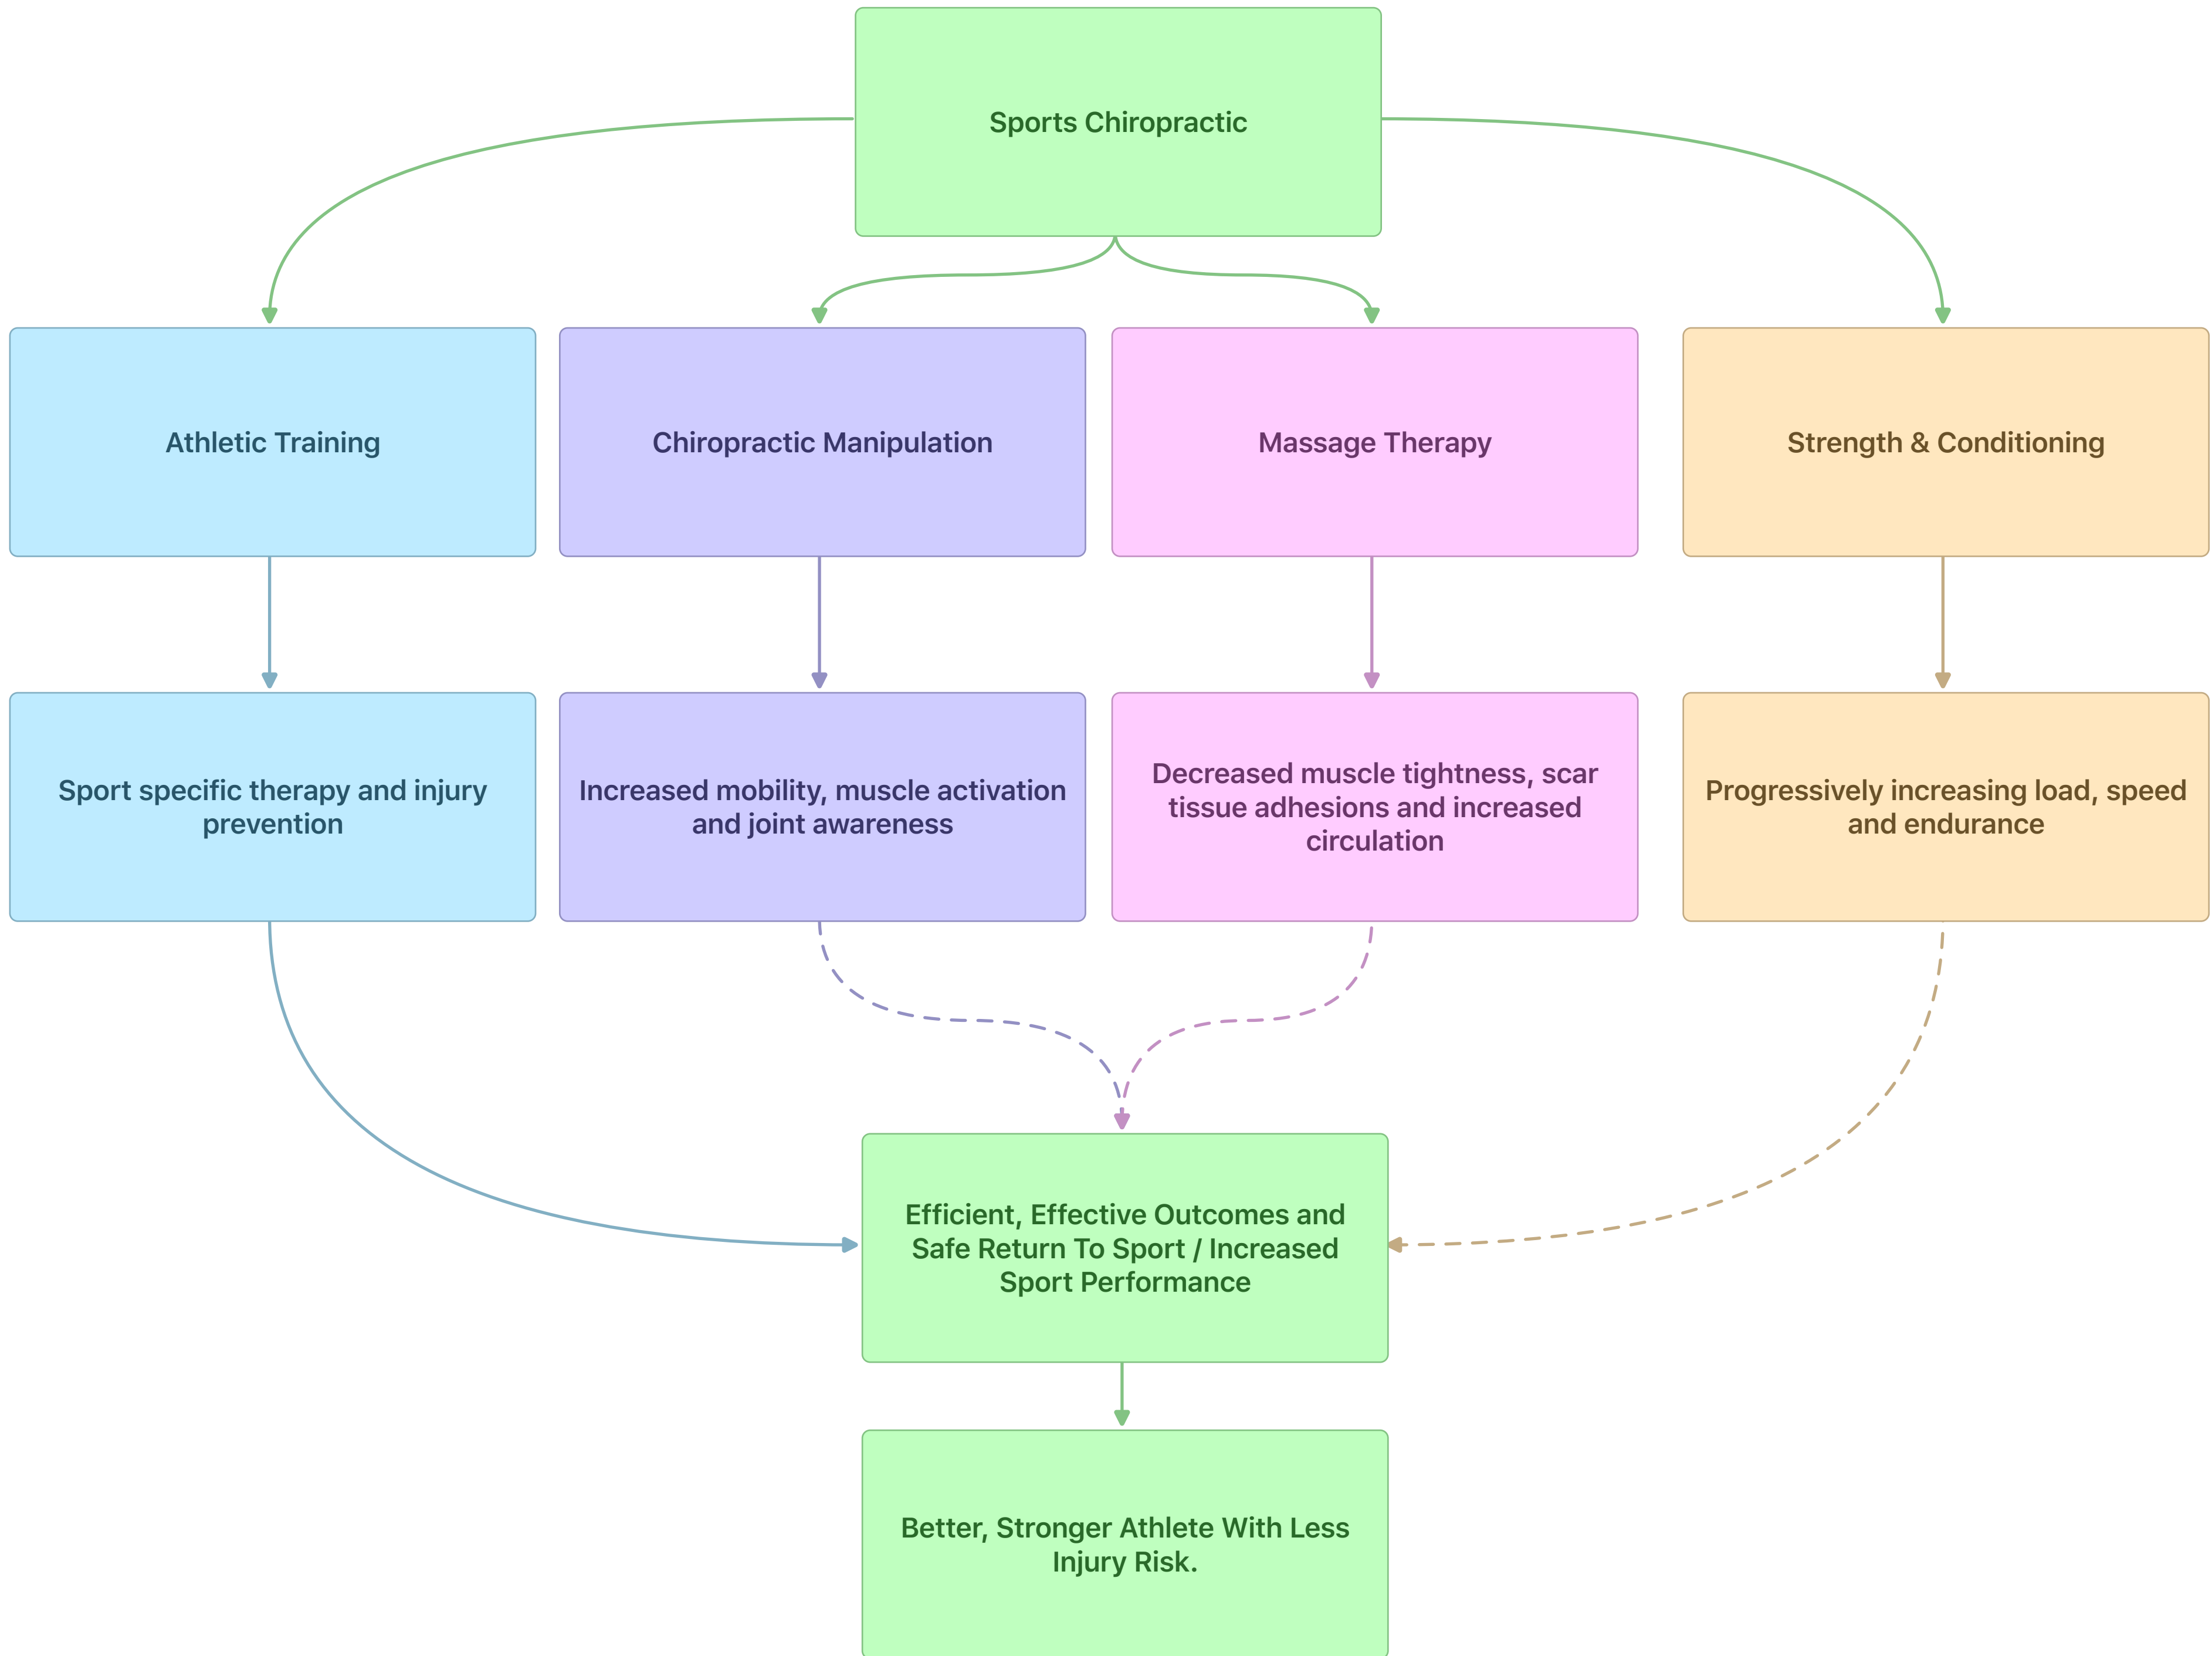 Sports Chiropractic
Athletic Training
Chiropractic Manipulation
Massage Therapy
Strength & Conditioning
Sport specific therapy and injury
prevention
Increased mobility, muscle activation
and joint awareness
Decreased muscle tightness, scar
tissue adhesions and increased
circulation
Progressively increasing load, speed
and endurance
Efficient, Effective Outcomes and
Safe Return To Sport / Increased
Sport Performance
Better, Stronger Athlete With Less
Injury Risk.